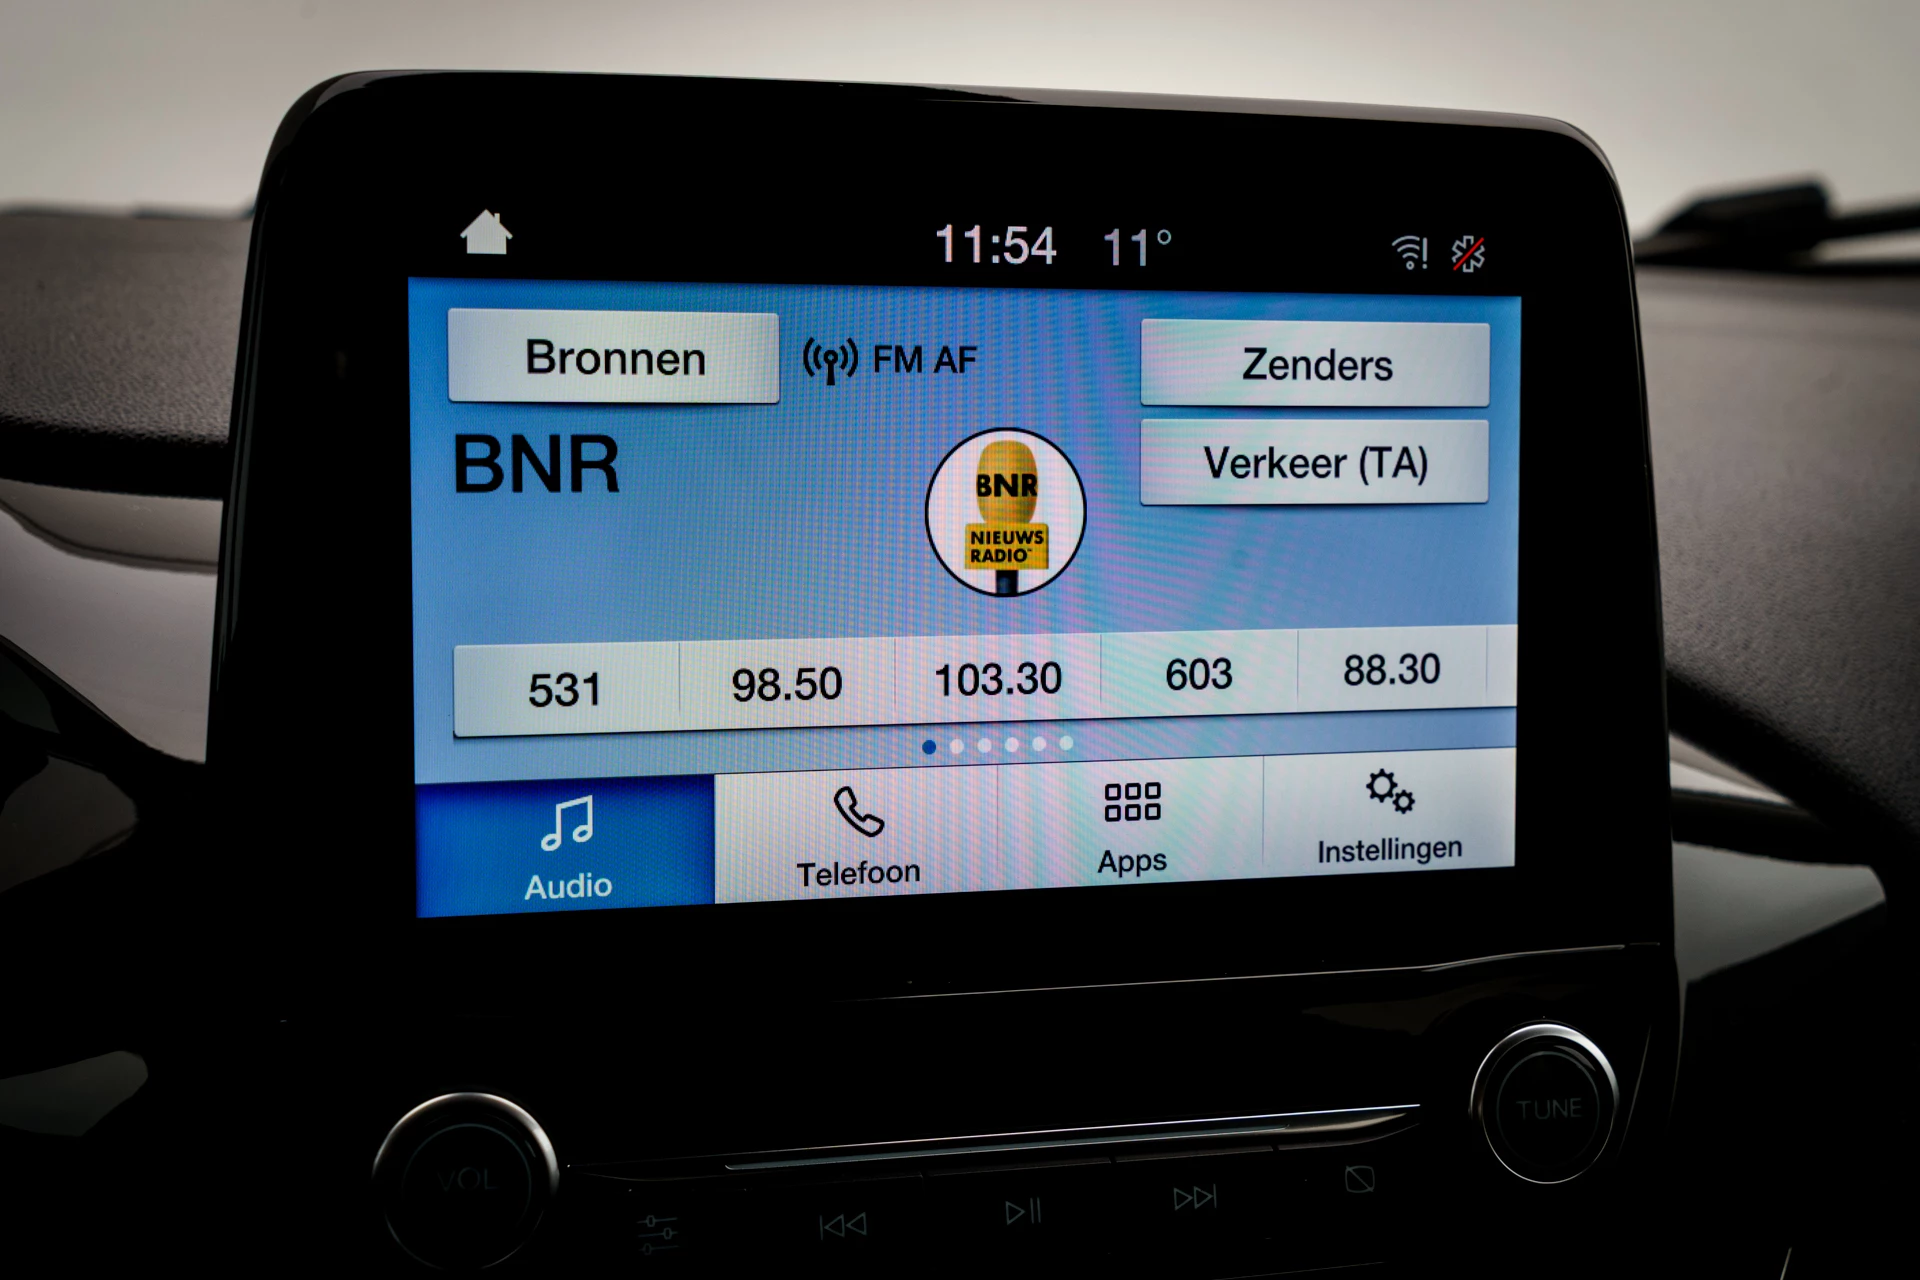 11:54 11°
Bronnen
FM AF
Zenders
BNR
Verkeer (TA)
BNR
NIEUWS
RADIO™
531 98.50 103.30 603 88.30
Audio
Telefoon
Apps
Instellingen
VOL
TUNE